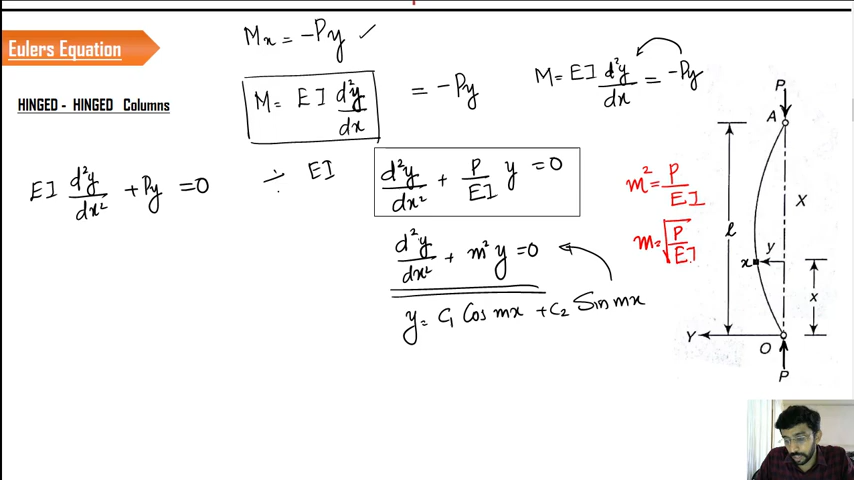 Mx = -Py ✓
Eulers Equation
M = EI d²y/dx = -Py
M = EI d²y/dx = -Py
HINGED - HINGED Columns
EI d²y/dx² + Py = 0
÷ EI
d²y/dx² + P/EI y = 0
m² = P/EI
m = √P/EI
d²y/dx² + m² y = 0
y = C1 Cos mx + C2 Sin mx
P
A
l
X
y
x
x
Y
O
P